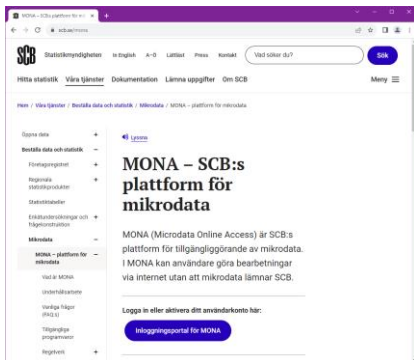 MONA – SCB:s plattform för mi
scb.se/mona
SCB Statistikmyndigheten In English A-Ö Lättläst Press Kontakt Vad söker du? Sök
Hitta statistik Våra tjänster Dokumentation Lämna uppgifter Om SCB Meny
Hem / Våra tjänster / Beställa data och statistik / Mikrodata / MONA – plattform för mikrodata
Öppna data +
Beställa data och statistik –
Företagsregistret +
Regionala +
statistikprodukter
Statistiktabeller
Enkätundersökningar och +
frågekonstruktion
Mikrodata –
MONA – plattform för –
mikrodata
Vad är MONA
Underhållsarbete
Vanliga frågor
(FAQ:s)
Tillgängliga
programvaror
Regelverk +
Lyssna
MONA – SCB:s
plattform för
mikrodata
MONA (Microdata Online Access) är SCB:s
plattform för tillgängliggörande av mikrodata.
I MONA kan användare göra bearbetningar
via internet utan att mikrodata lämnar SCB.
Logga in eller aktivera ditt användarkonto här:
Inloggningsportal för MONA